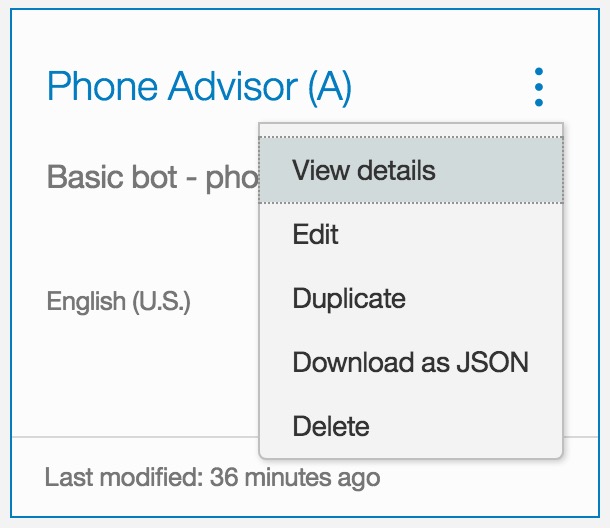 Phone Advisor (A)
View details
Basic bot - pho
Edit
English (U.S.)
Duplicate
Download as JSON
Delete
Last modified: 36 minutes ago